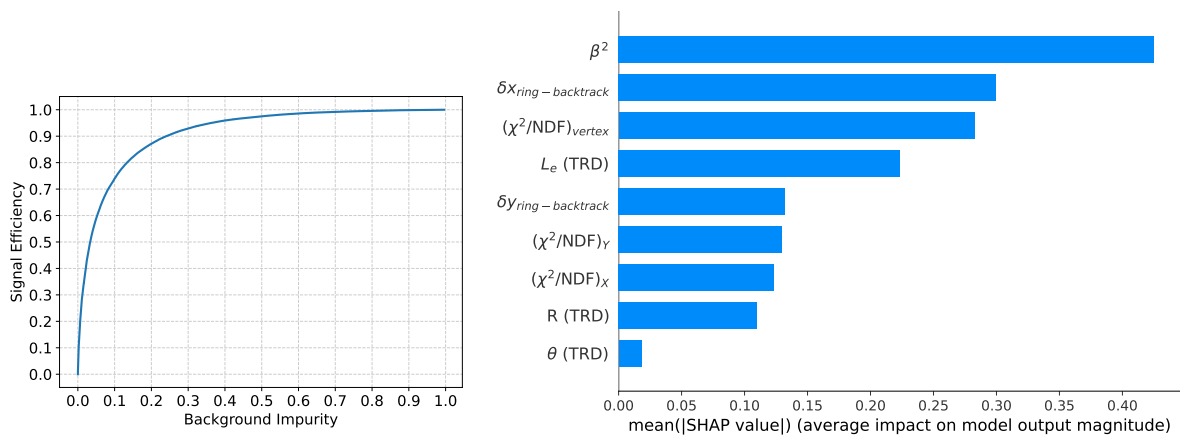 1.0
0.9
0.8
0.7
0.6
0.5
0.4
0.3
0.2
0.1
0.0
Signal Efficiency
0.0 0.1 0.2 0.3 0.4 0.5 0.6 0.7 0.8 0.9 1.0
Background Impurity
β²
δx_ring−backtrack
(χ²/NDF)_vertex
L_e (TRD)
δy_ring−backtrack
(χ²/NDF)_Y
(χ²/NDF)_X
R (TRD)
θ (TRD)
0.00 0.05 0.10 0.15 0.20 0.25 0.30 0.35 0.40
mean(|SHAP value|) (average impact on model output magnitude)